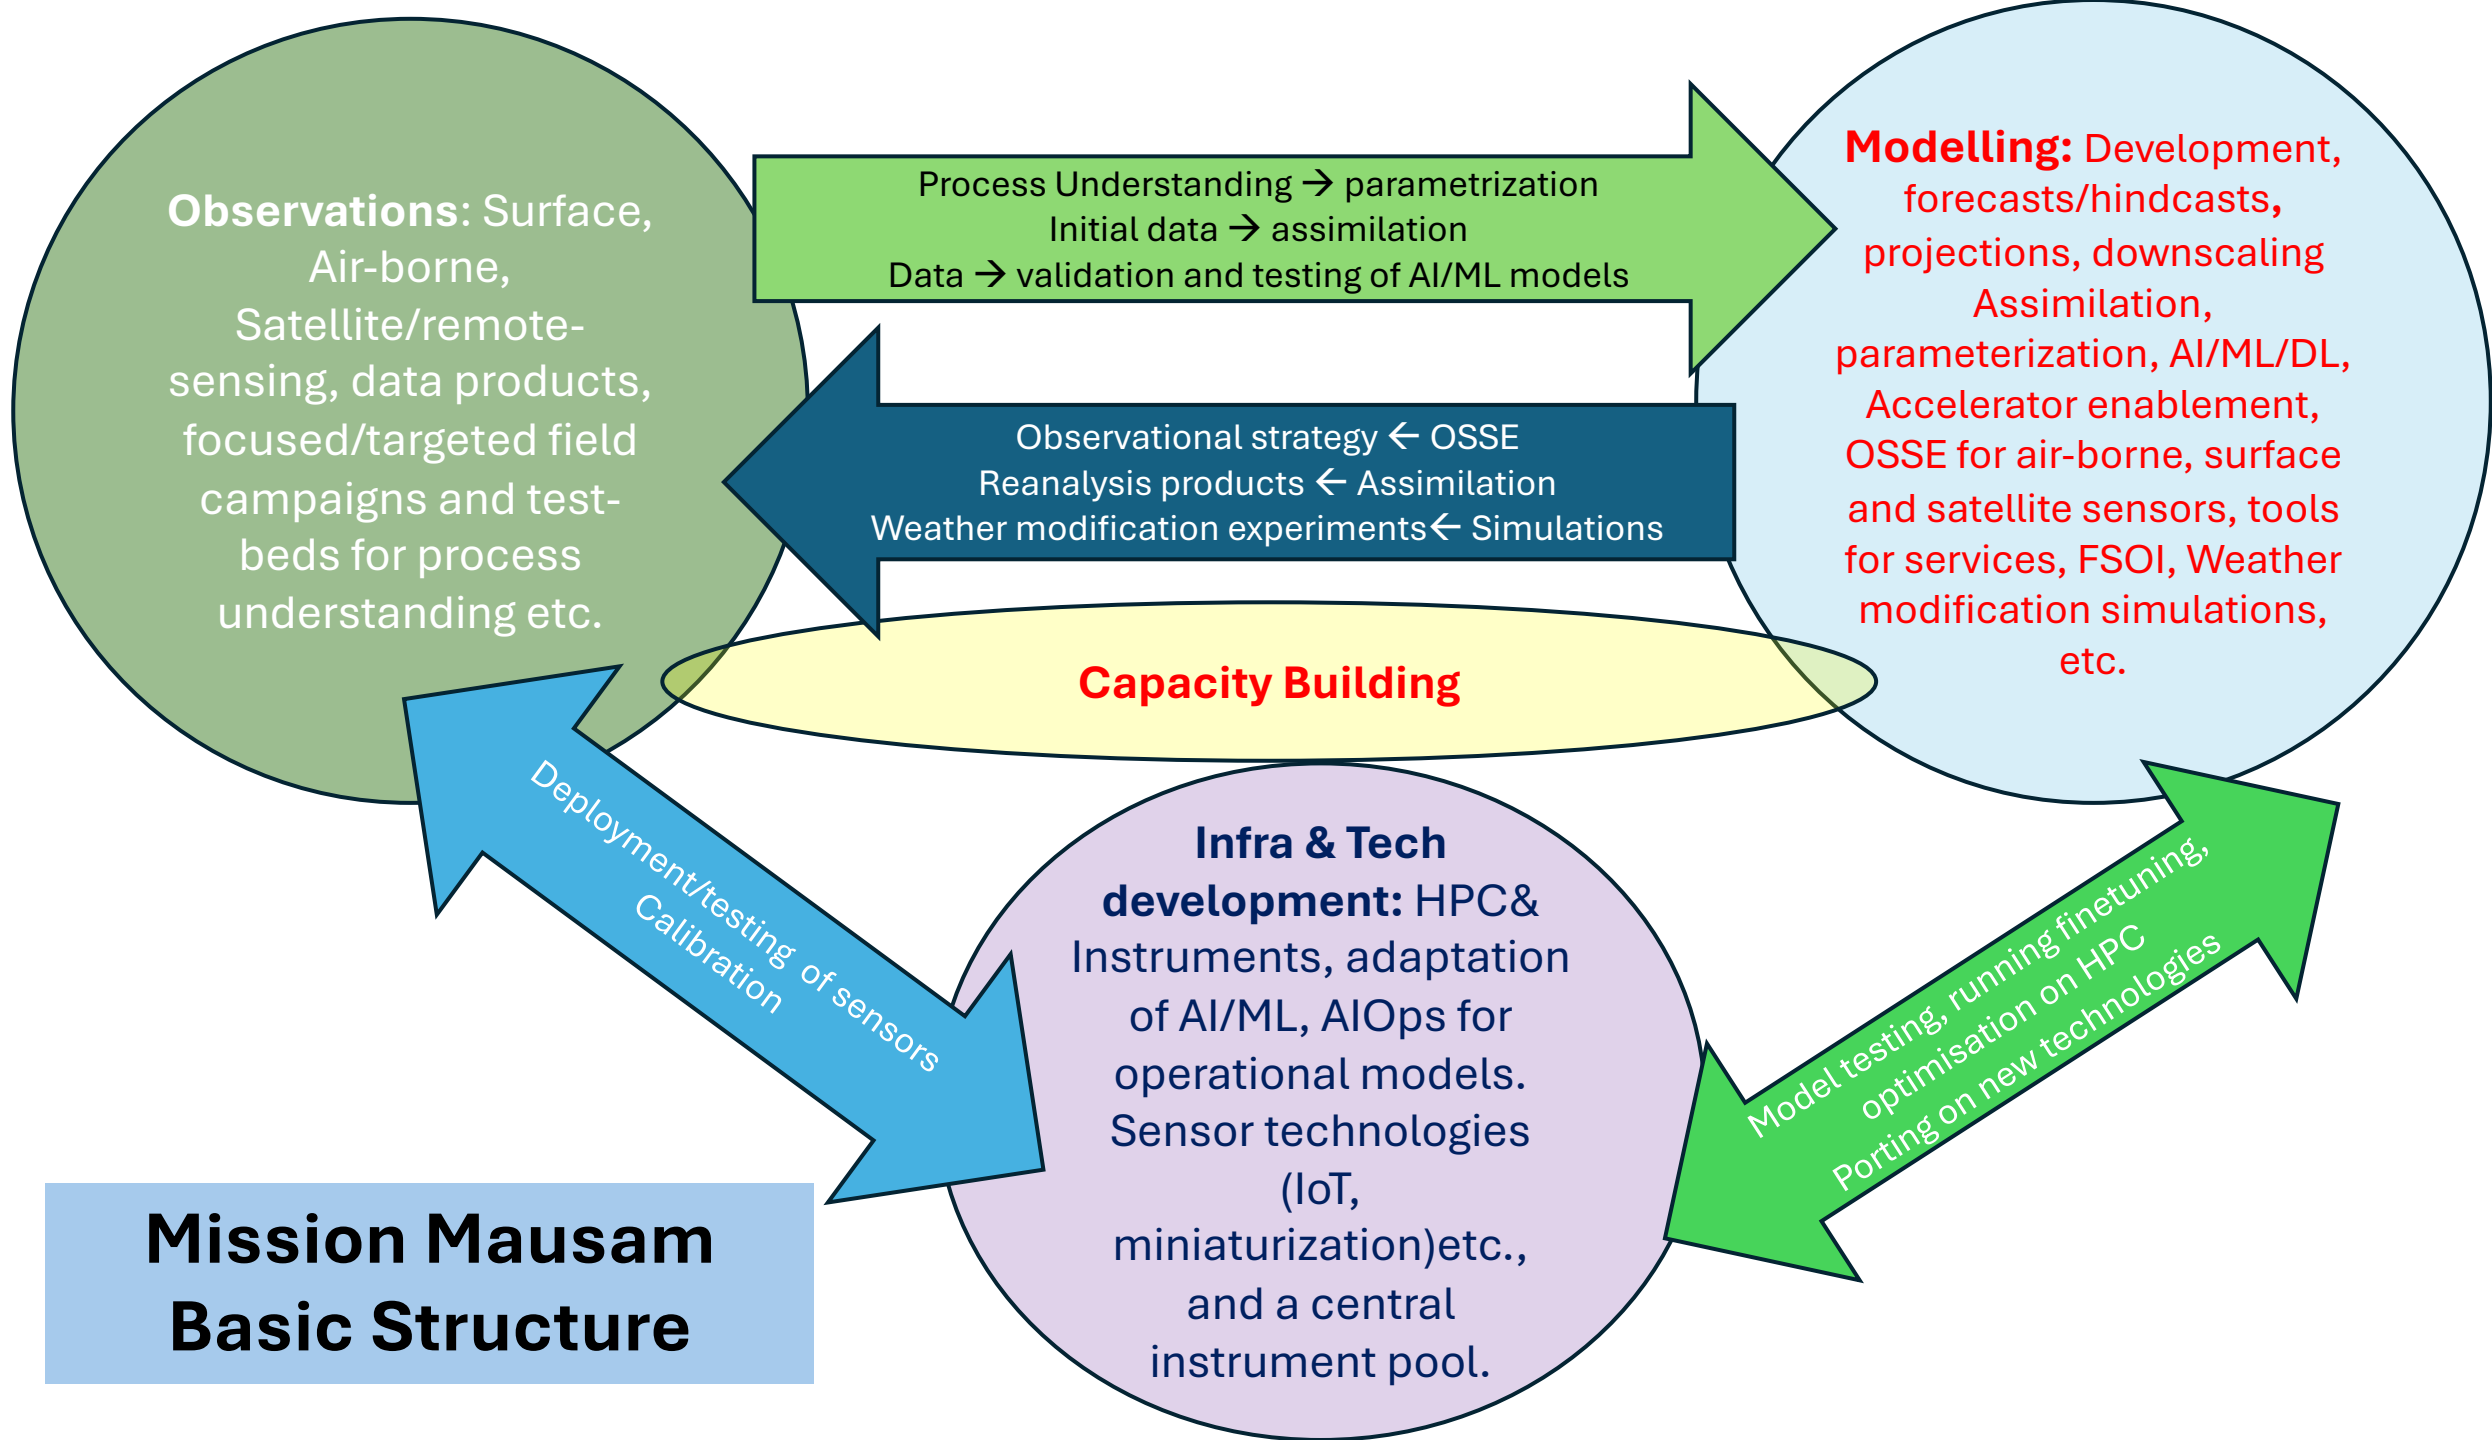 Observations: Surface,
Air-borne,
Satellite/remote-
sensing, data products,
focused/targeted field
campaigns and test-
beds for process
understanding etc.
Process Understanding → parametrization
Initial data → assimilation
Data → validation and testing of AI/ML models
Observational strategy ← OSSE
Reanalysis products ← Assimilation
Weather modification experiments← Simulations
Modelling: Development,
forecasts/hindcasts,
projections, downscaling
Assimilation,
parameterization, AI/ML/DL,
Accelerator enablement,
OSSE for air-borne, surface
and satellite sensors, tools
for services, FSOI, Weather
modification simulations,
etc.
Capacity Building
Deployment/testing of sensors
Calibration
Infra & Tech
development: HPC&
Instruments, adaptation
of AI/ML, AIOps for
operational models.
Sensor technologies
(IoT,
miniaturization)etc.,
and a central
instrument pool.
Model testing, running finetuning,
optimisation on HPC
Porting on new technologies
Mission Mausam
Basic Structure